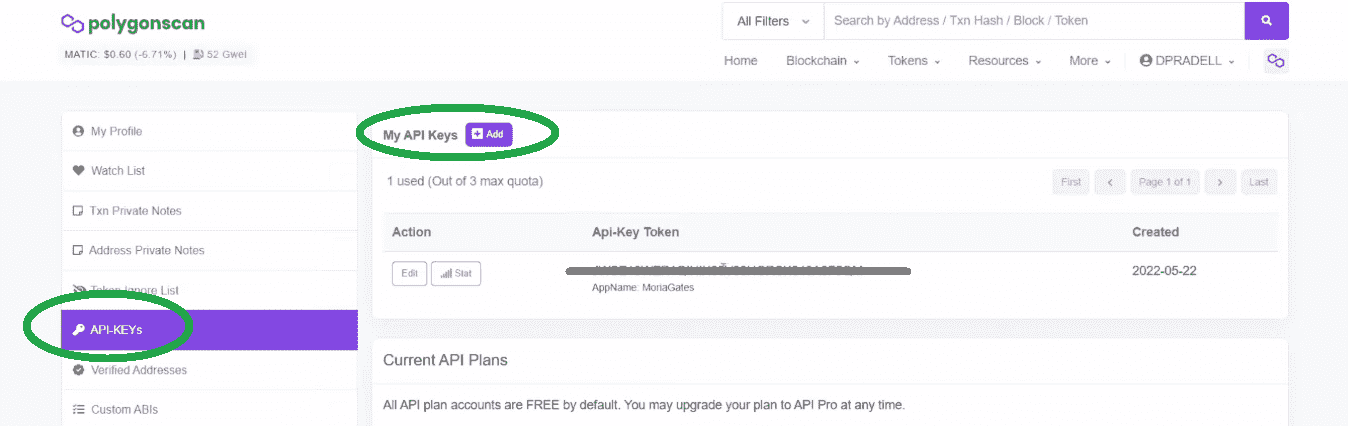 polygonscan
All Filters
Search by Address / Txn Hash / Block / Token
MATIC: $0.60 (-6.71%) | 52 Gwei
Home Blockchain Tokens Resources More DPRADELL
My Profile
Watch List
Txn Private Notes
Address Private Notes
Token Ignore List
API-KEYs
Verified Addresses
Custom ABIs
My API Keys Add
1 used (Out of 3 max quota)
First < Page 1 of 1 > Last
Action Api-Key Token Created
Edit Stat 2022-05-22
AppName: MoriaGates
Current API Plans
All API plan accounts are FREE by default. You may upgrade your plan to API Pro at any time.